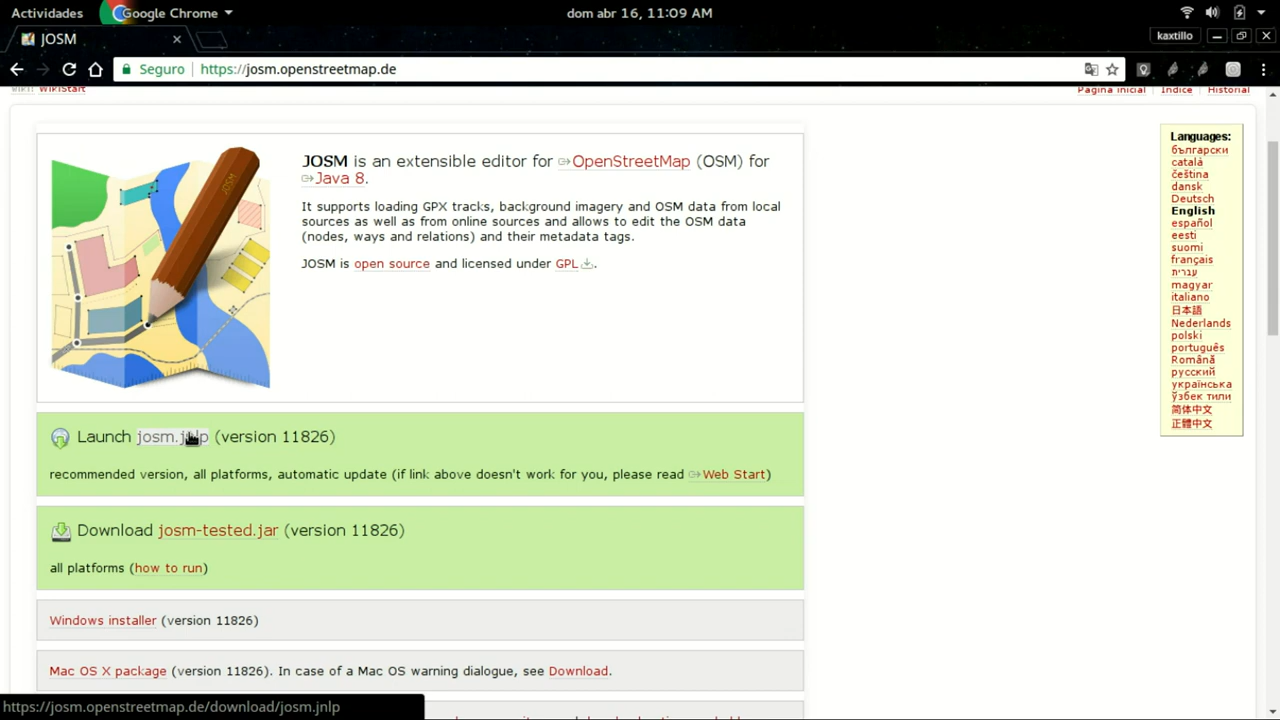 Actividades Google Chrome dom abr 16, 11:09 AM
JOSM kaxtillo
Seguro https://josm.openstreetmap.de
wiki: WikiStart Página inicial Índice Historial
JOSM is an extensible editor for OpenStreetMap (OSM) for
Java 8.
It supports loading GPX tracks, background imagery and OSM data from local
sources as well as from online sources and allows to edit the OSM data
(nodes, ways and relations) and their metadata tags.
JOSM is open source and licensed under GPL.
JOSM
Languages:
български
català
čeština
dansk
Deutsch
English
español
eesti
suomi
français
עברית
magyar
italiano
日本語
Nederlands
polski
português
Română
русский
українська
ўзбек тили
简体中文
正體中文
Launch josm.jnlp (version 11826)
recommended version, all platforms, automatic update (if link above doesn't work for you, please read Web Start)
Download josm-tested.jar (version 11826)
all platforms (how to run)
Windows installer (version 11826)
Mac OS X package (version 11826). In case of a Mac OS warning dialogue, see Download.
https://josm.openstreetmap.de/download/josm.jnlp